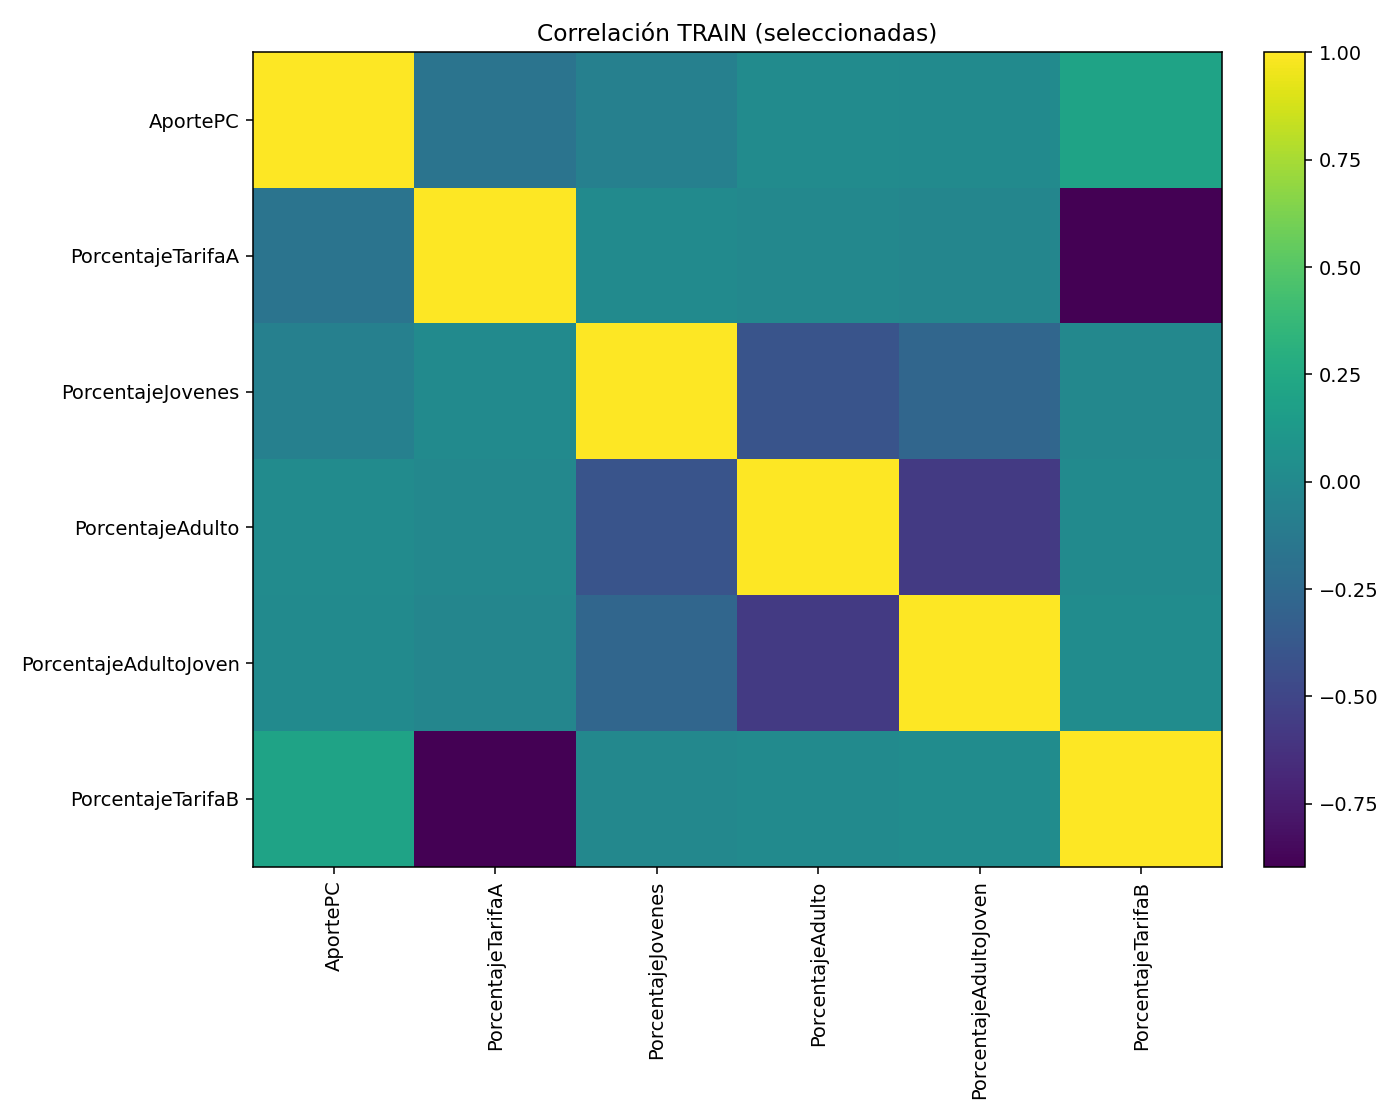 Correlación TRAIN (seleccionadas)
AportePC
PorcentajeTarifaA
PorcentajeJovenes
PorcentajeAdulto
PorcentajeAdultoJoven
PorcentajeTarifaB
AportePC
PorcentajeTarifaA
PorcentajeJovenes
PorcentajeAdulto
PorcentajeAdultoJoven
PorcentajeTarifaB
1.00
0.75
0.50
0.25
0.00
−0.25
−0.50
−0.75